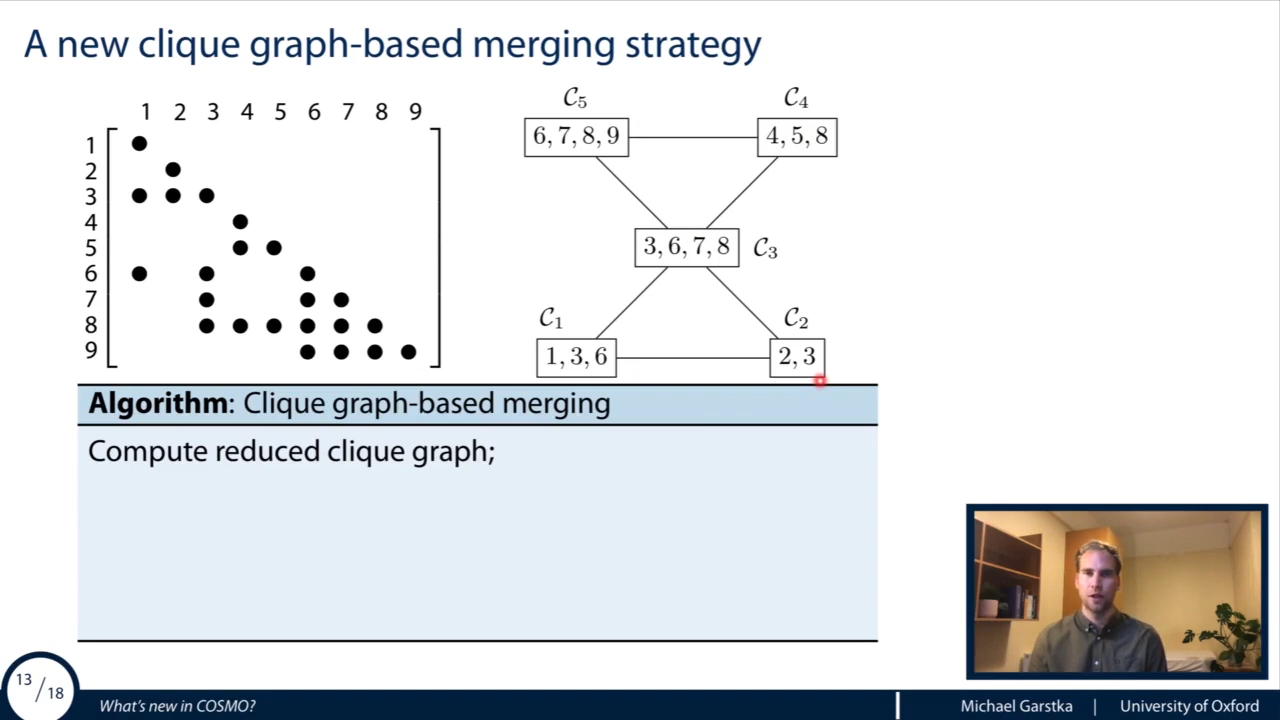 A new clique graph-based merging strategy
1 2 3 4 5 6 7 8 9
1
2
3
4
5
6
7
8
9
C5
6, 7, 8, 9
C4
4, 5, 8
3, 6, 7, 8
C3
C1
1, 3, 6
C2
2, 3
Algorithm: Clique graph-based merging
Compute reduced clique graph;
13/18
What's new in COSMO?
Michael Garstka | University of Oxford